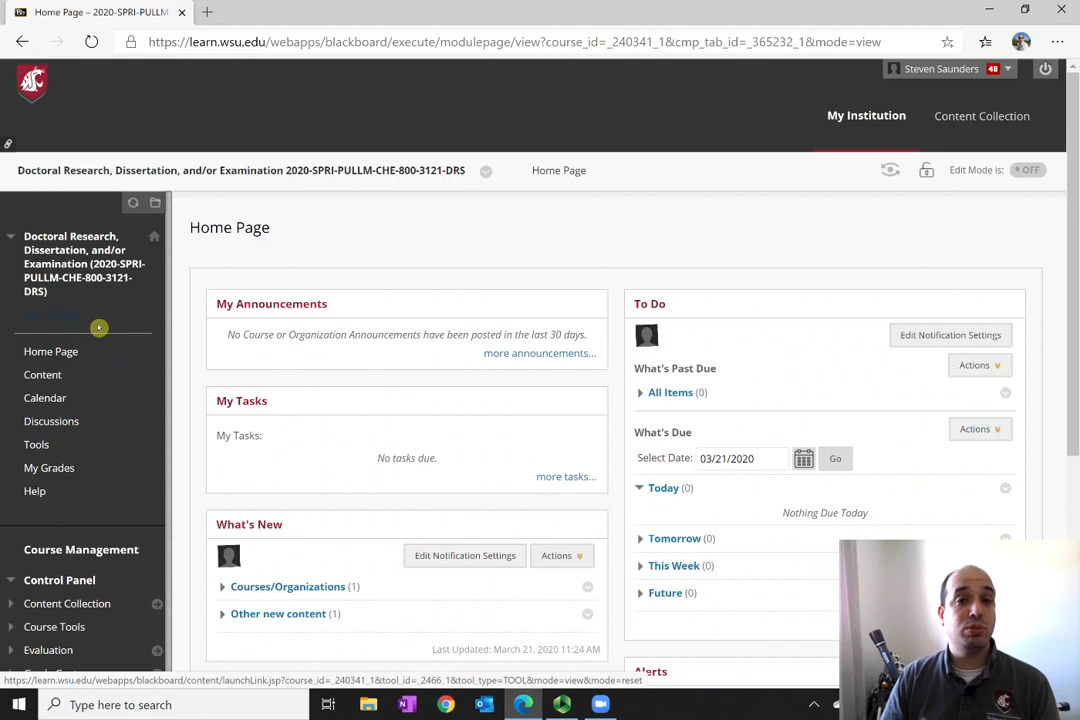 Home Page – 2020-SPRI-PULLM
https://learn.wsu.edu/webapps/blackboard/execute/modulepage/view?course_id=_240341_1&cmp_tab_id=_365232_1&mode=view
Steven Saunders 48
My Institution
Content Collection
Doctoral Research, Dissertation, and/or Examination 2020-SPRI-PULLM-CHE-800-3121-DRS
Home Page
Edit Mode is:
OFF
Doctoral Research,
Dissertation, and/or
Examination (2020-SPRI-
PULLM-CHE-800-3121-
DRS)
Home Page
Content
Calendar
Discussions
Tools
My Grades
Help
Course Management
Control Panel
Content Collection
Course Tools
Evaluation
Home Page
My Announcements
No Course or Organization Announcements have been posted in the last 30 days.
more announcements...
My Tasks
My Tasks:
No tasks due.
more tasks...
What's New
Edit Notification Settings
Actions
Courses/Organizations (1)
Other new content (1)
Last Updated: March 21, 2020 11:24 AM
To Do
Edit Notification Settings
What's Past Due
Actions
All Items (0)
What's Due
Actions
Select Date: 03/21/2020
Go
Today (0)
Nothing Due Today
Tomorrow (0)
This Week (0)
Future (0)
Alerts
https://learn.wsu.edu/webapps/blackboard/content/launchLink.jsp?course_id=_240341_1&tool_id=_2466_1&tool_type=TOOL&mode=view&mode=reset
Type here to search